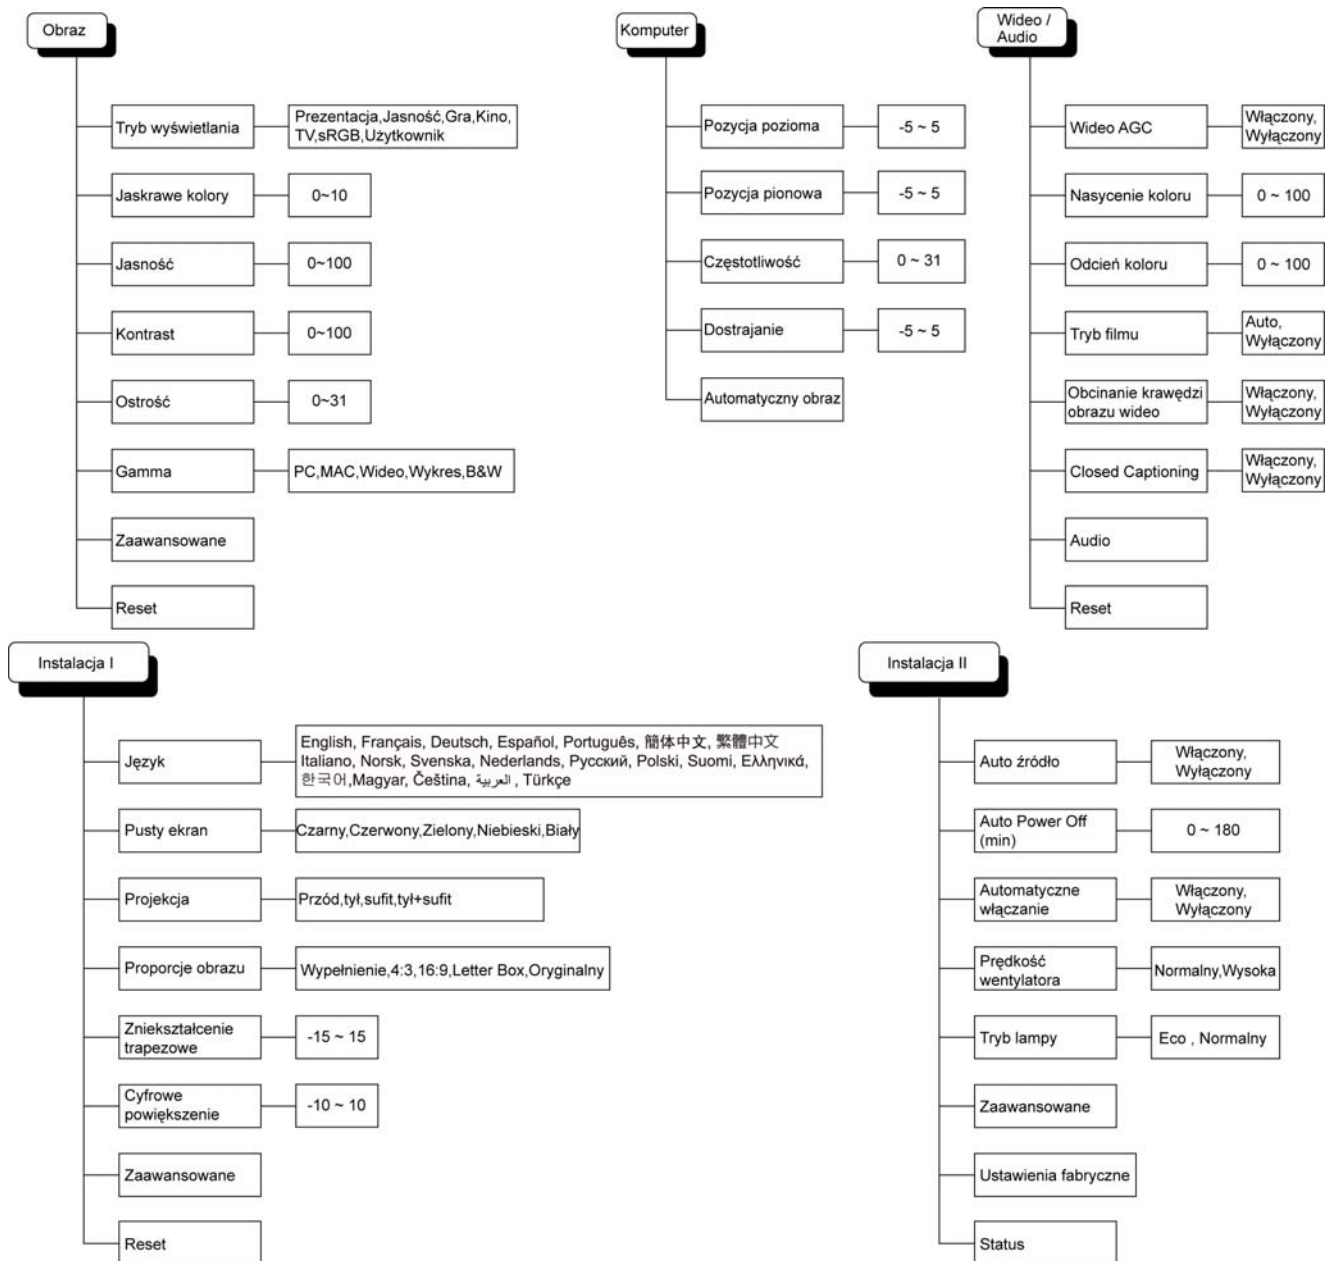 Obraz
Tryb wyświetlania
Prezentacja,Jasność,Gra,Kino,
TV,sRGB,Użytkownik
Jaskrawe kolory
0~10
Jasność
0~100
Kontrast
0~100
Ostrość
0~31
Gamma
PC,MAC,Wideo,Wykres,B&W
Zaawansowane
Reset
Komputer
Pozycja pozioma
-5 ~ 5
Pozycja pionowa
-5 ~ 5
Częstotliwość
0 ~ 31
Dostrajanie
-5 ~ 5
Automatyczny obraz
Wideo /
Audio
Wideo AGC
Włączony,
Wyłączony
Nasycenie koloru
0 ~ 100
Odcień koloru
0 ~ 100
Tryb filmu
Auto,
Wyłączony
Obcinanie krawędzi
obrazu wideo
Włączony,
Wyłączony
Closed Captioning
Włączony,
Wyłączony
Audio
Reset
Instalacja I
Język
English, Français, Deutsch, Español, Português, 簡体中文, 繁體中文
Italiano, Norsk, Svenska, Nederlands, Русский, Polski, Suomi, Ελληνικά,
한국어,Magyar, Čeština, العربية , Türkçe
Pusty ekran
Czarny,Czerwony,Zielony,Niebieski,Biały
Projekcja
Przód,tył,sufit,tył+sufit
Proporcje obrazu
Wypełnienie,4:3,16:9,Letter Box,Oryginalny
Zniekształcenie
trapezowe
-15 ~ 15
Cyfrowe
powiększenie
-10 ~ 10
Zaawansowane
Reset
Instalacja II
Auto źródło
Włączony,
Wyłączony
Auto Power Off
(min)
0 ~ 180
Automatyczne
włączanie
Włączony,
Wyłączony
Prędkość
wentylatora
Normalny,Wysoka
Tryb lampy
Eco , Normalny
Zaawansowane
Ustawienia fabryczne
Status